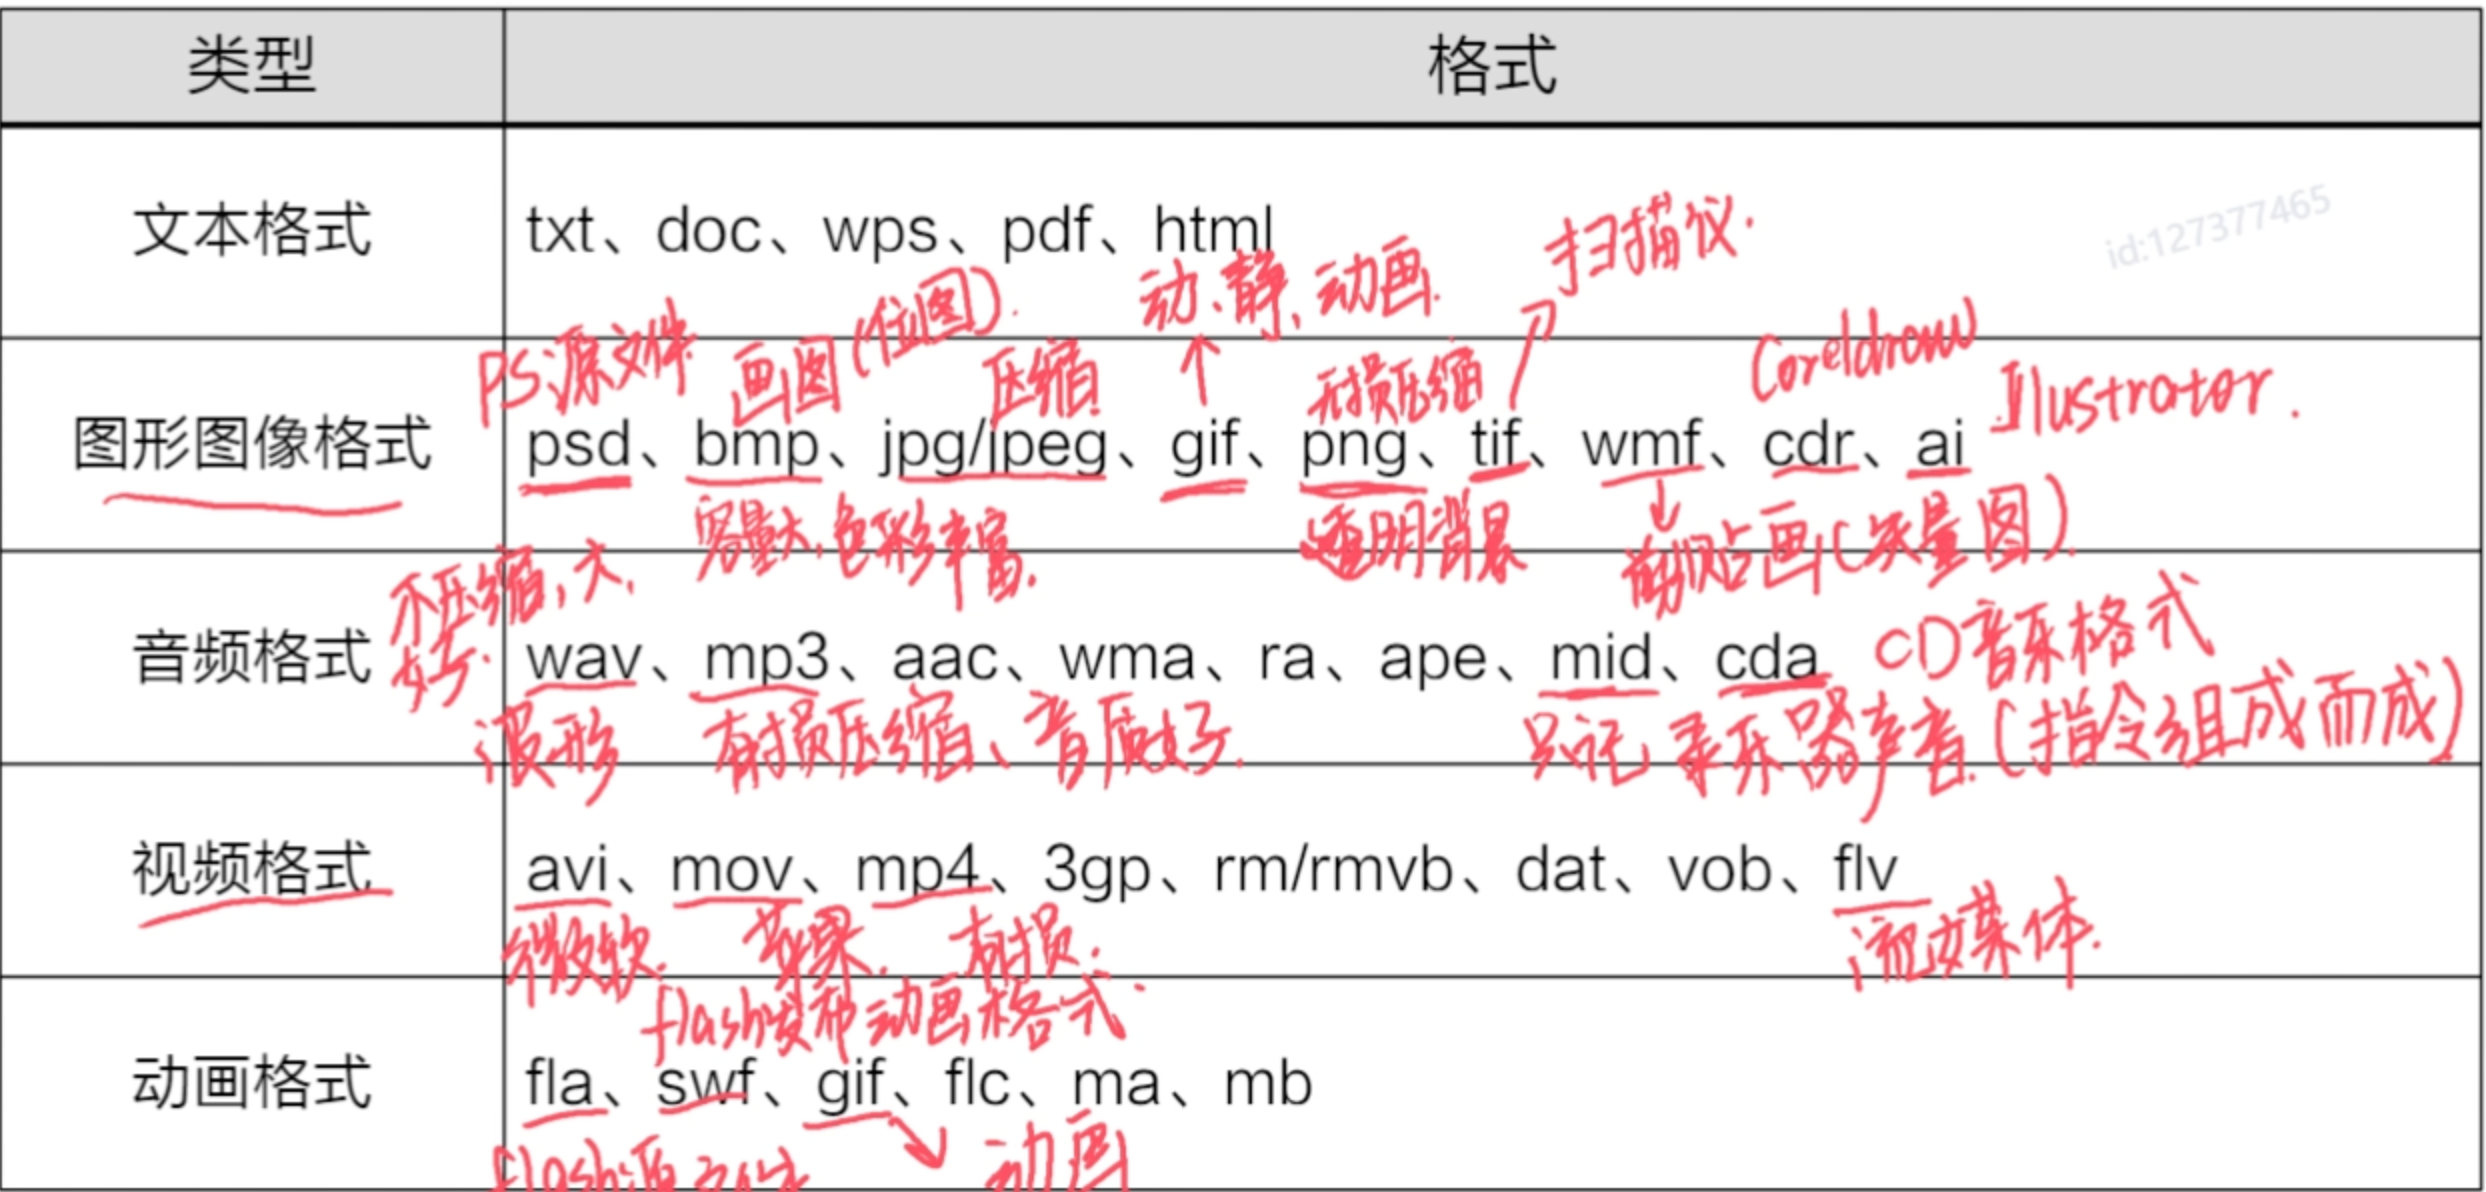 类型 格式
文本格式 txt、doc、wps、pdf、html
id:127377465
扫描仪.
动、静、动画.
PS源文件 画图(位图). 压缩. 无损压缩 Coreldraw Illustrator.
图形图像格式 psd、bmp、jpg/jpeg、gif、png、tif、wmf、cdr、ai
容量大,色彩丰富. 透明背景 剪贴画(矢量图).
不压缩,大,好.
音频格式 wav、mp3、aac、wma、ra、ape、mid、cda CD音乐格式
波形 有损压缩、音质好. 只记录乐器声音.(指令组成而成)
视频格式 avi、mov、mp4、3gp、rm/rmvb、dat、vob、flv
微软. 苹果. 有损. 流媒体.
flash发布动画格式.
动画格式 fla、swf、gif、flc、ma、mb
flash源文件 动画